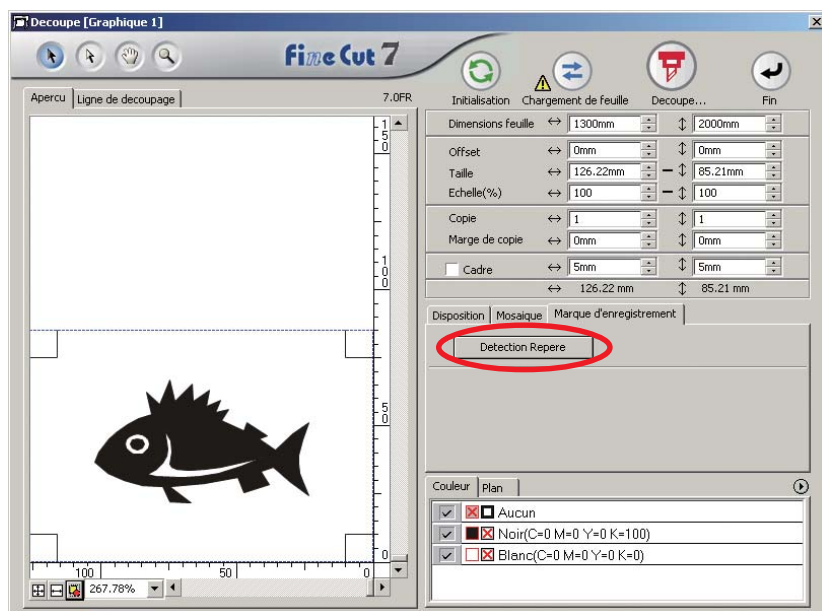 Decoupe [Graphique 1]
Fine Cut 7
Apercu
Ligne de decoupage
7.0FR
Initialisation
Chargement de feuille
Decoupe...
Fin
Dimensions feuille 1300mm 2000mm
Offset 0mm 0mm
Taille 126.22mm 85.21mm
Echelle(%) 100 100
Copie 1 1
Marge de copie 0mm 0mm
Cadre 5mm 5mm
126.22 mm 85.21 mm
Disposition
Mosaique
Marque d'enregistrement
Detection Repere
150
100
50
0
100 50 0
267.78%
Couleur
Plan
Aucun
Noir(C=0 M=0 Y=0 K=100)
Blanc(C=0 M=0 Y=0 K=0)